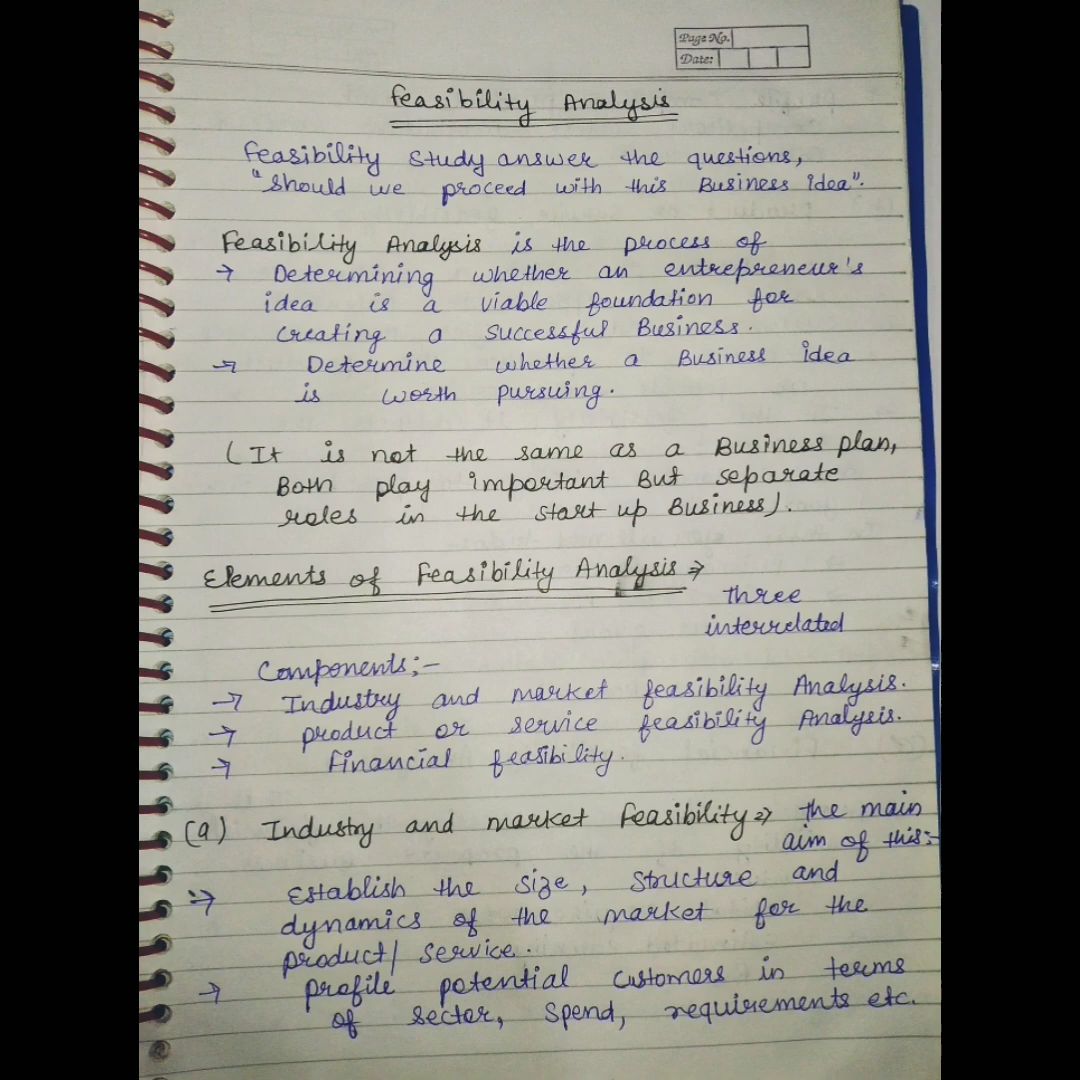 Page No.
Date:
Feasibility Analysis
Feasibility Study answer the questions,
"Should we proceed with this Business idea".
Feasibility Analysis is the process of
→ Determining whether an entrepreneur's
idea is a viable foundation for
creating a successful Business.
→ Determine whether a Business idea
is worth pursuing.
(It is not the same as a Business plan,
Both play important But separate
roles in the start up Business).
Elements of Feasibility Analysis ⇒
three
interrelated
Components:-
→ Industry and market feasibility Analysis.
→ product or service feasibility Analysis.
→ Financial feasibility.
(a) Industry and market Feasibility ⇒ the main
aim of this:-
→ Establish the size, structure and
dynamics of the market for the
product/service.
→ profile potential customers in terms
of sector, spend, requirements etc.